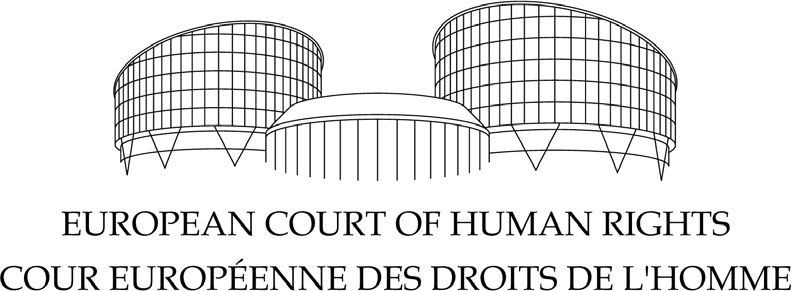 EUROPEAN COURT OF HUMAN RIGHTS
COUR EUROPÉENNE DES DROITS DE L'HOMME